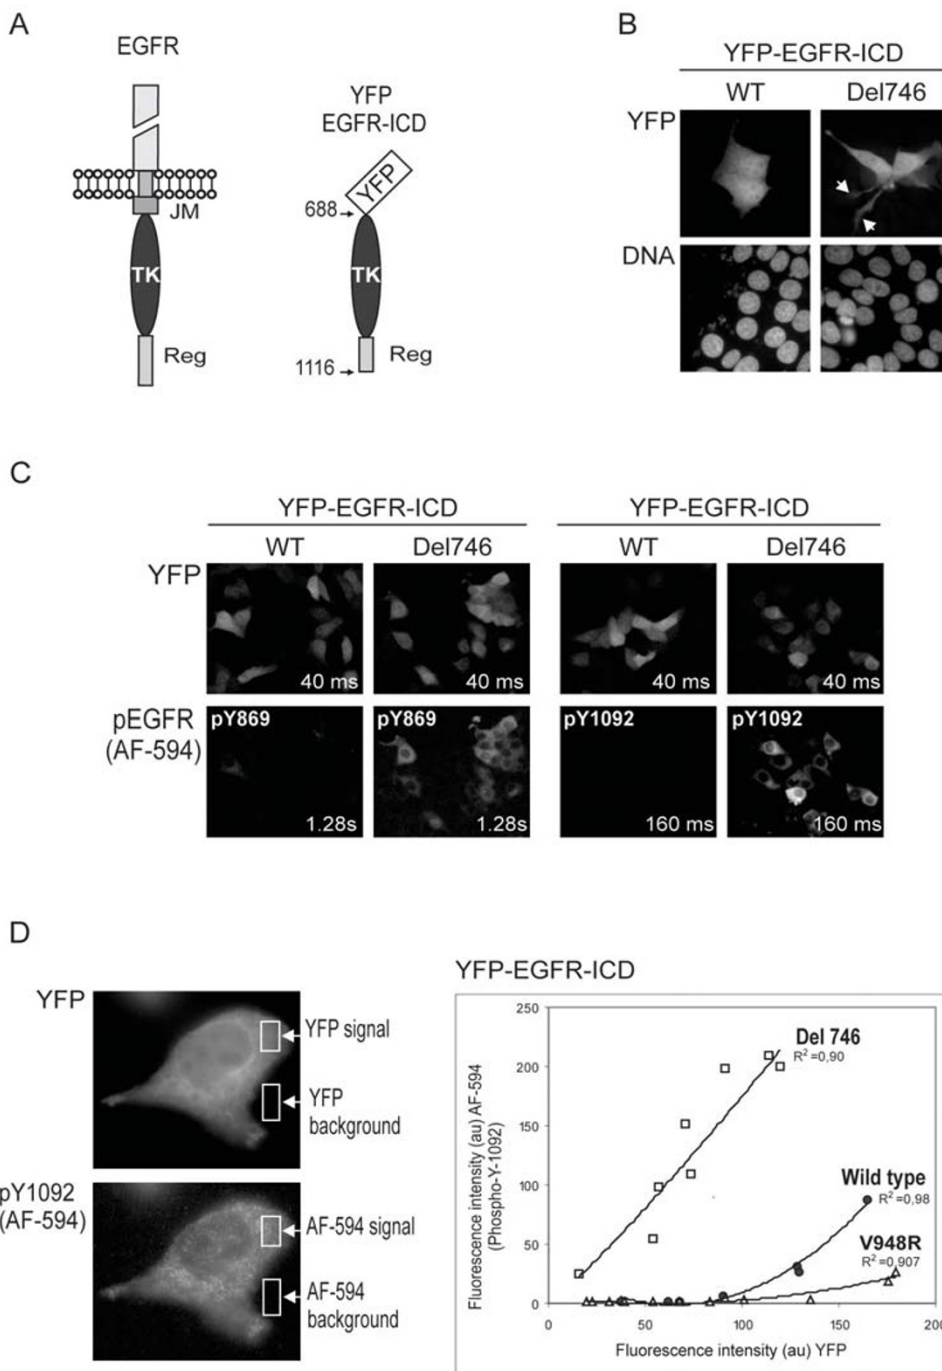 A
EGFR
JM
TK
Reg
YFP
EGFR-ICD
YFP
688
TK
1116
Reg
B
YFP-EGFR-ICD
WT Del746
YFP
DNA
C
YFP-EGFR-ICD YFP-EGFR-ICD
WT Del746 WT Del746
YFP
40 ms 40 ms 40 ms 40 ms
pEGFR
(AF-594)
pY869 pY869 pY1092 pY1092
1.28s 1.28s 160 ms 160 ms
D
YFP
YFP signal
YFP
background
pY1092
(AF-594)
AF-594 signal
AF-594
background
YFP-EGFR-ICD
Fluorescence intensity (au) AF-594
(Phospho-Y-1092)
250
200
150
100
50
0
Del 746
R²=0,90
Wild type
R²=0,98
V948R
R²=0,907
0 50 100 150 200
Fluorescence intensity (au) YFP